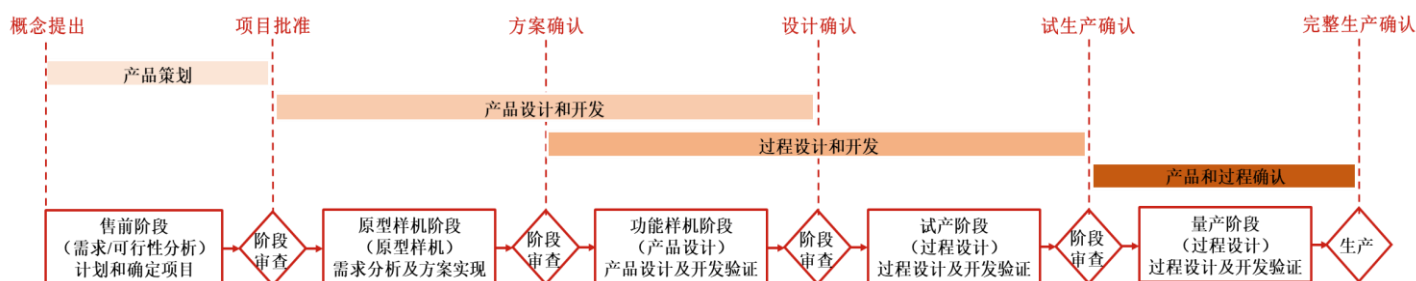 概念提出 项目批准 方案确认 设计确认 试生产确认 完整生产确认
产品策划
产品设计和开发
过程设计和开发
产品和过程确认
售前阶段
（需求/可行性分析）
计划和确定项目
阶段
审查
原型样机阶段
（原型样机）
需求分析及方案实现
阶段
审查
功能样机阶段
（产品设计）
产品设计及开发验证
阶段
审查
试产阶段
（过程设计）
过程设计及开发验证
阶段
审查
量产阶段
（过程设计）
过程设计及开发验证
生产